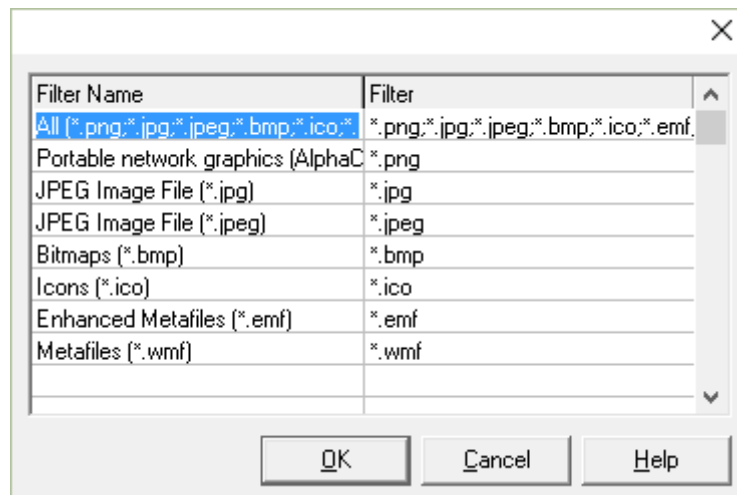 Filter Name Filter
All (*.png;*.jpg;*.jpeg;*.bmp;*.ico;*. *.png;*.jpg;*.jpeg;*.bmp;*.ico;*.emf,
Portable network graphics (AlphaC *.png
JPEG Image File (*.jpg) *.jpg
JPEG Image File (*.jpeg) *.jpeg
Bitmaps (*.bmp) *.bmp
Icons (*.ico) *.ico
Enhanced Metafiles (*.emf) *.emf
Metafiles (*.wmf) *.wmf
OK Cancel Help